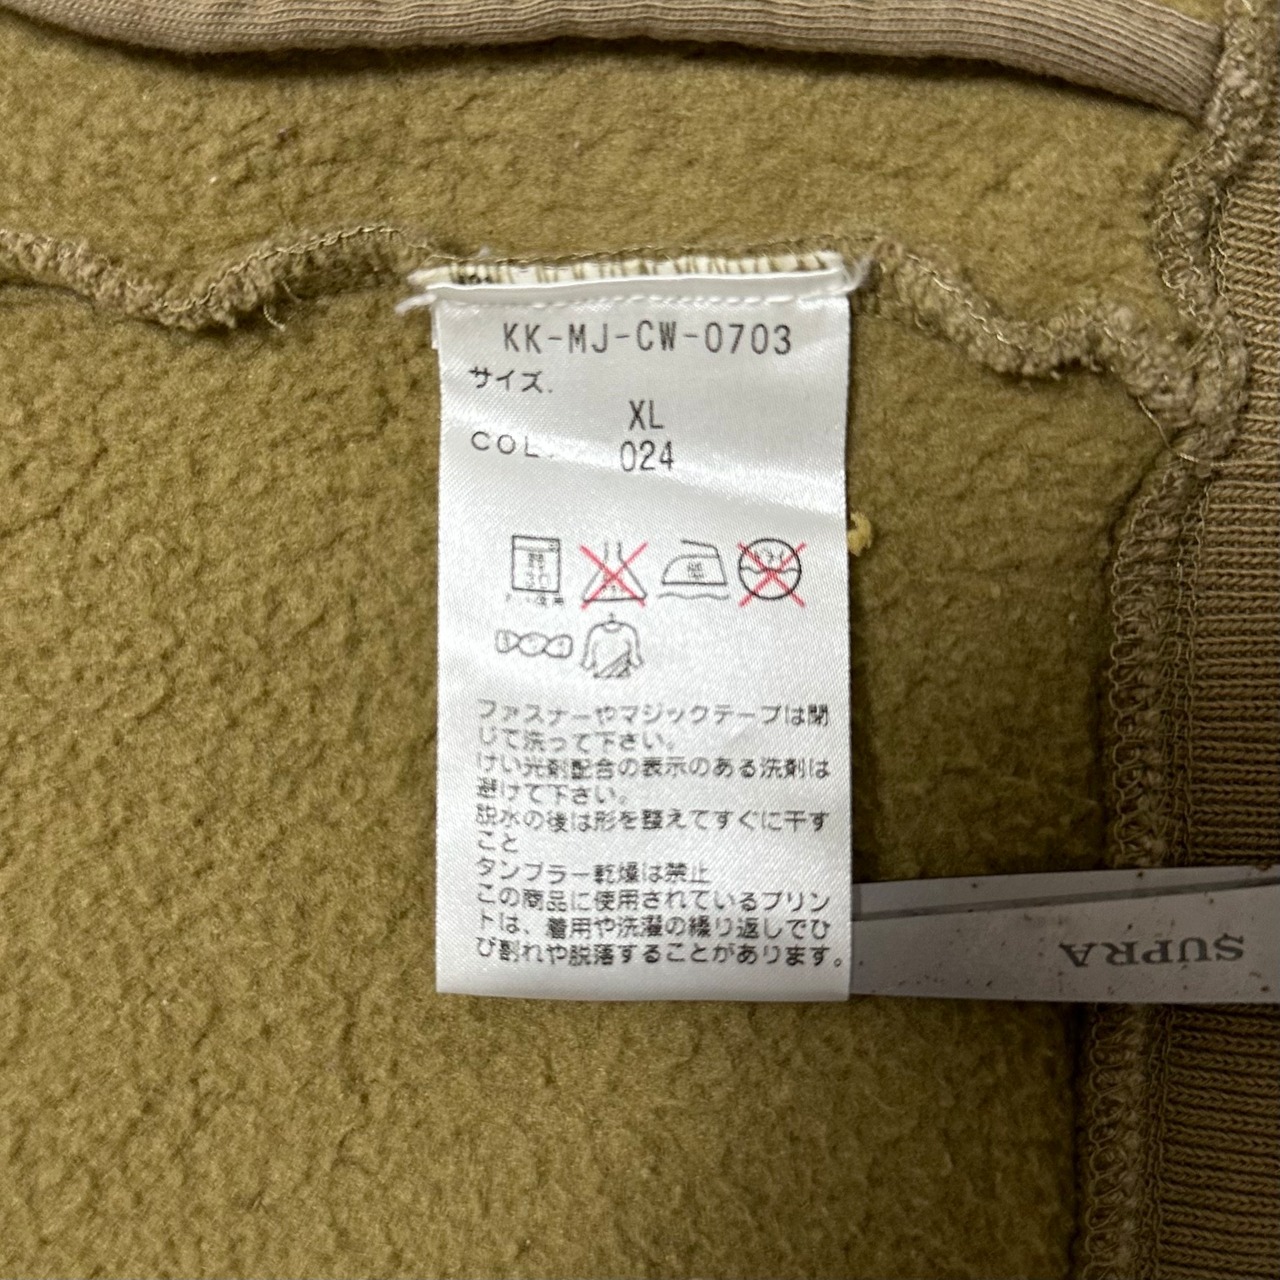 KK-MJ-CW-0703
サイズ.
XL
COL. 024
ファスナーやマジックテープは閉
じて洗って下さい。
けい光剤配合の表示のある洗剤は
避けて下さい。
脱水の後は形を整えてすぐに干す
こと
タンブラー乾燥は禁止
この商品に使用されているプリン
トは、着用や洗濯の繰り返しでひ
び割れや脱落することがあります。
SUPRA